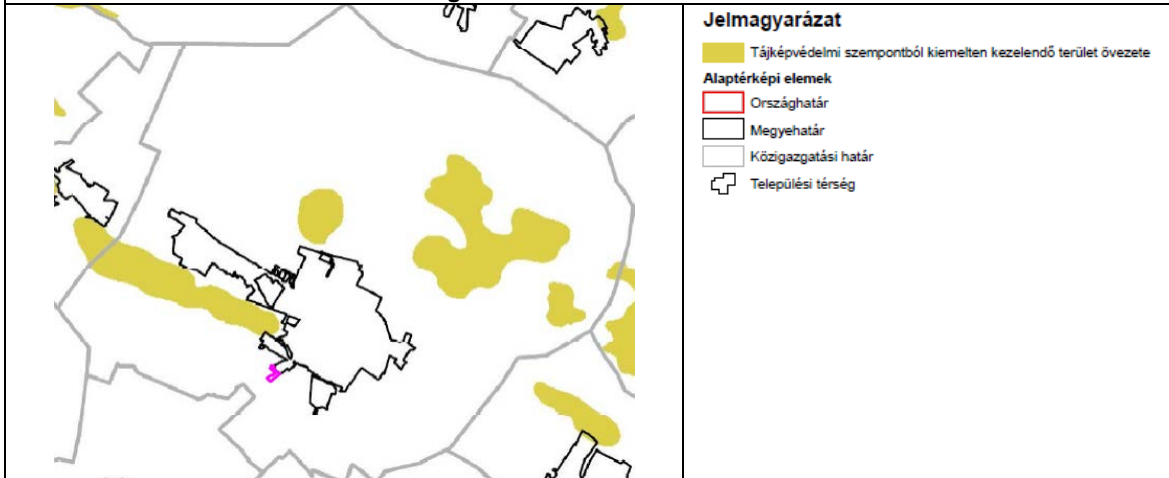 Jelmagyarázat
Tájképvédelmi szempontból kiemelten kezelendő terület övezete
Alaptérképi elemek
Országhatár
Megyehatár
Közigazgatási határ
Települési térség